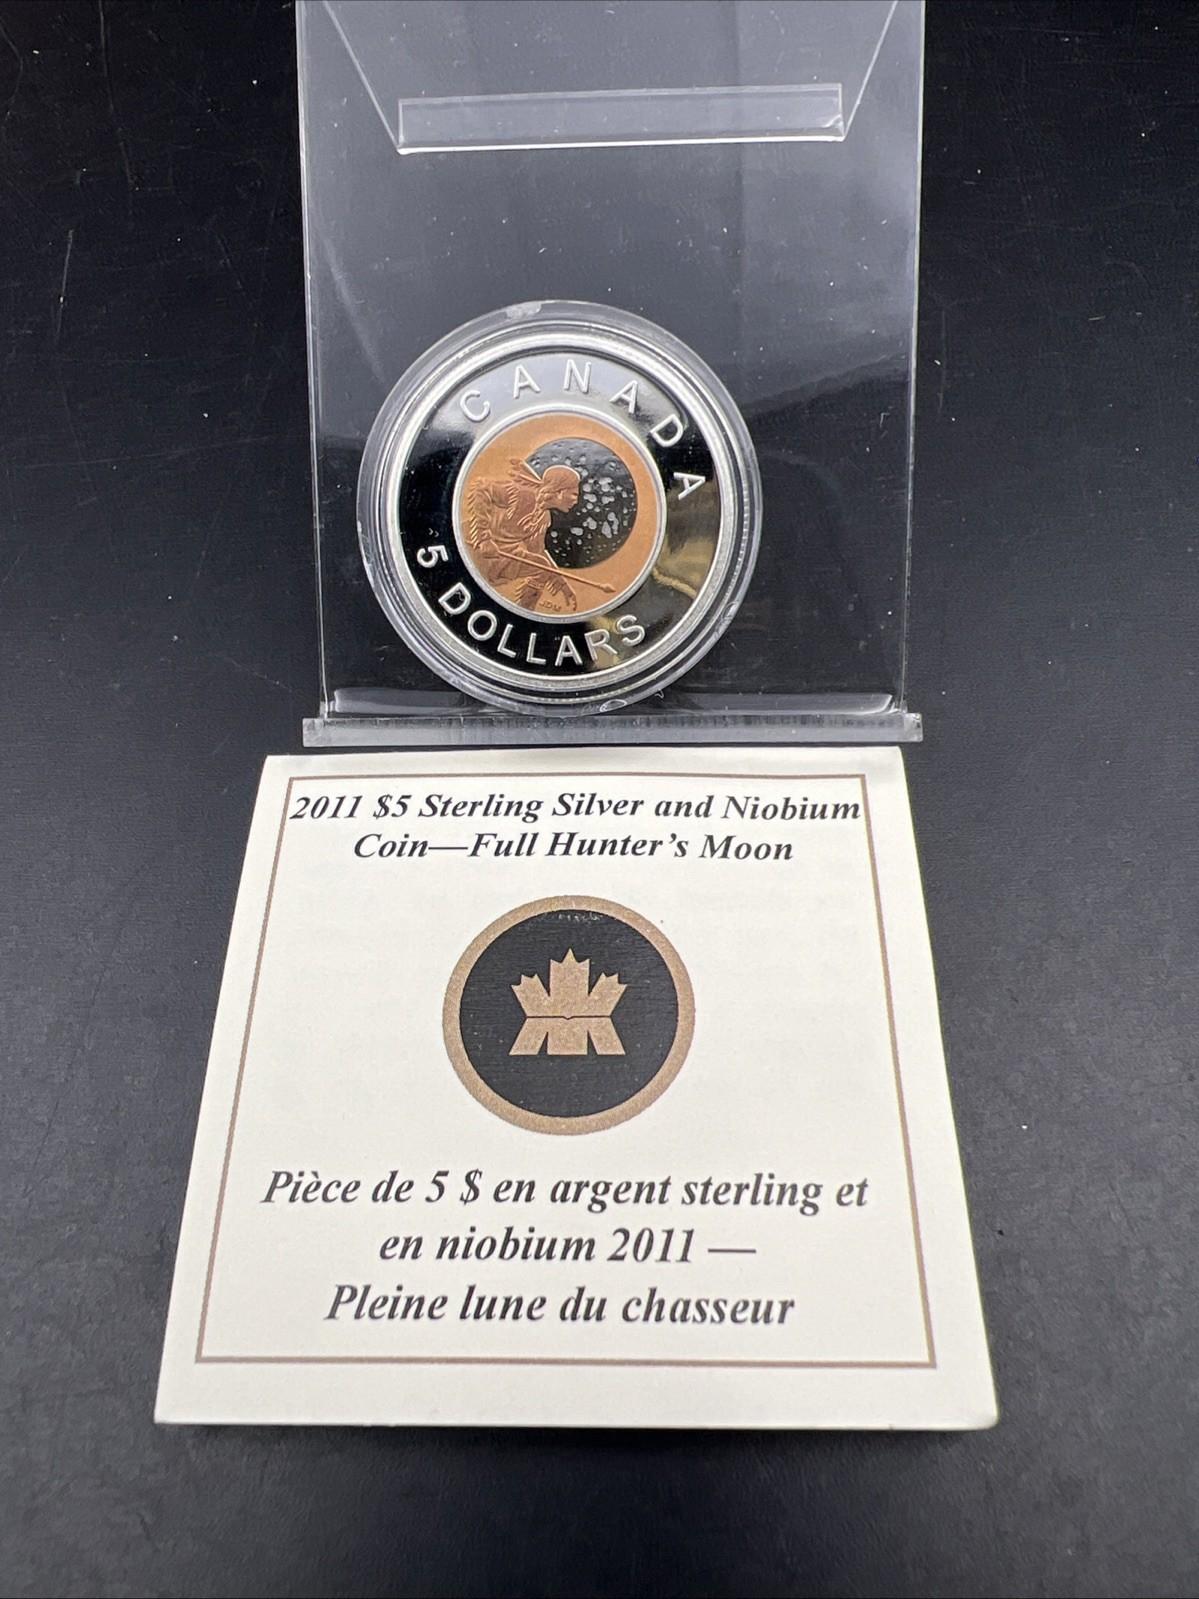 CANADA
5 DOLLARS
JDM
2011 $5 Sterling Silver and Niobium
Coin—Full Hunter's Moon
Pièce de 5 $ en argent sterling et
en niobium 2011 —
Pleine lune du chasseur